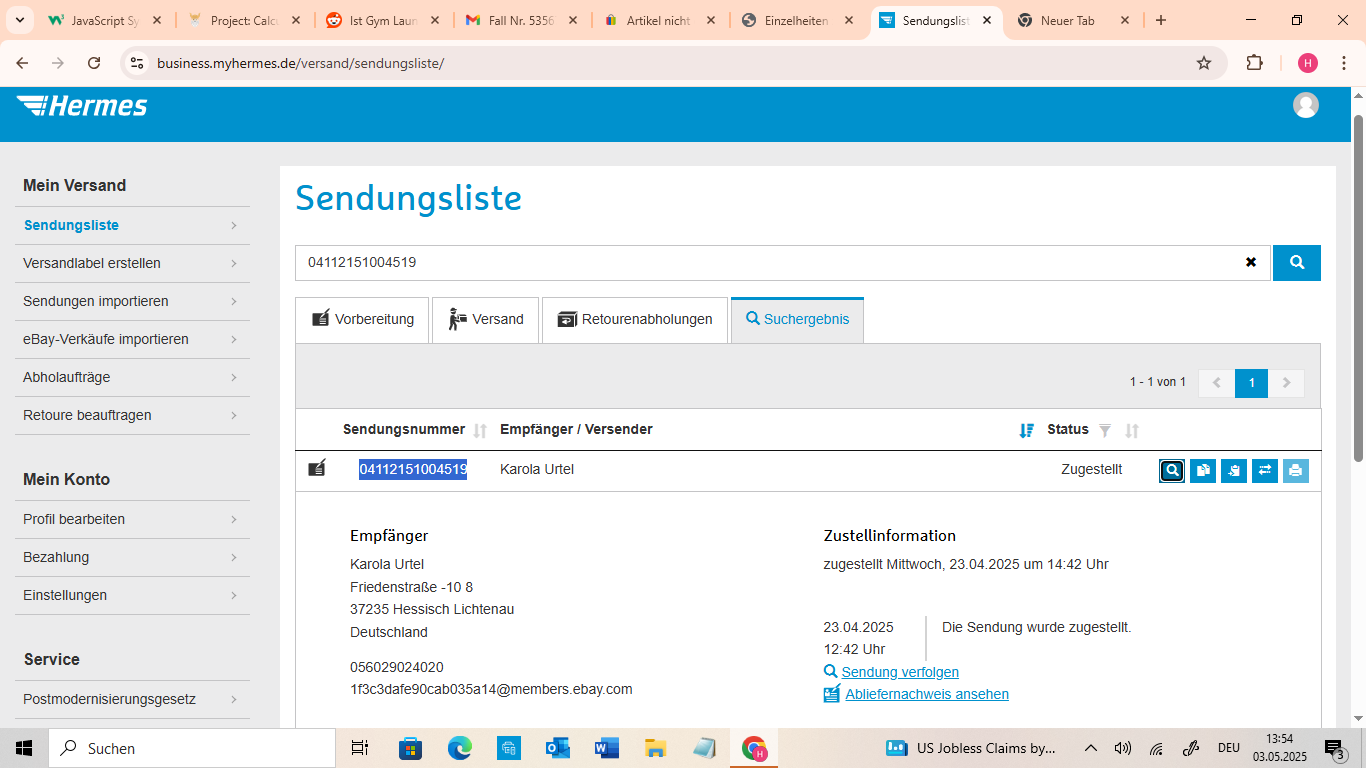 JavaScript Sy
Project: Calcu
Ist Gym Laun
Fall Nr. 5356
Artikel nicht
Einzelheiten
Sendungslist
Neuer Tab
business.myhermes.de/versand/sendungsliste/
H
Hermes
Mein Versand
Sendungsliste
Versandlabel erstellen
Sendungen importieren
eBay-Verkäufe importieren
Abholaufträge
Retoure beauftragen
Mein Konto
Profil bearbeiten
Bezahlung
Einstellungen
Service
Postmodernisierungsgesetz
Sendungsliste
04112151004519
Vorbereitung
Versand
Retourenabholungen
Suchergebnis
1 - 1 von 1
1
Sendungsnummer Empfänger / Versender Status
04112151004519 Karola Urtel Zugestellt
Empfänger
Karola Urtel
Friedenstraße -10 8
37235 Hessisch Lichtenau
Deutschland
056029024020
1f3c3dafe90cab035a14@members.ebay.com
Zustellinformation
zugestellt Mittwoch, 23.04.2025 um 14:42 Uhr
23.04.2025 Die Sendung wurde zugestellt.
12:42 Uhr
Sendung verfolgen
Abliefernachweis ansehen
Suchen
H
US Jobless Claims by...
DEU
13:54
03.05.2025
3